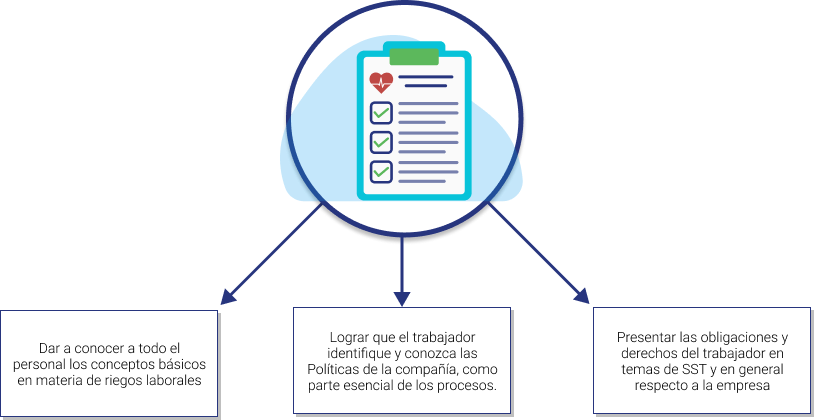 Dar a conocer a todo el
personal los conceptos básicos
en materia de riegos laborales
Lograr que el trabajador
identifique y conozca las
Políticas de la compañía, como
parte esencial de los procesos.
Presentar las obligaciones y
derechos del trabajador en
temas de SST y en general
respecto a la empresa